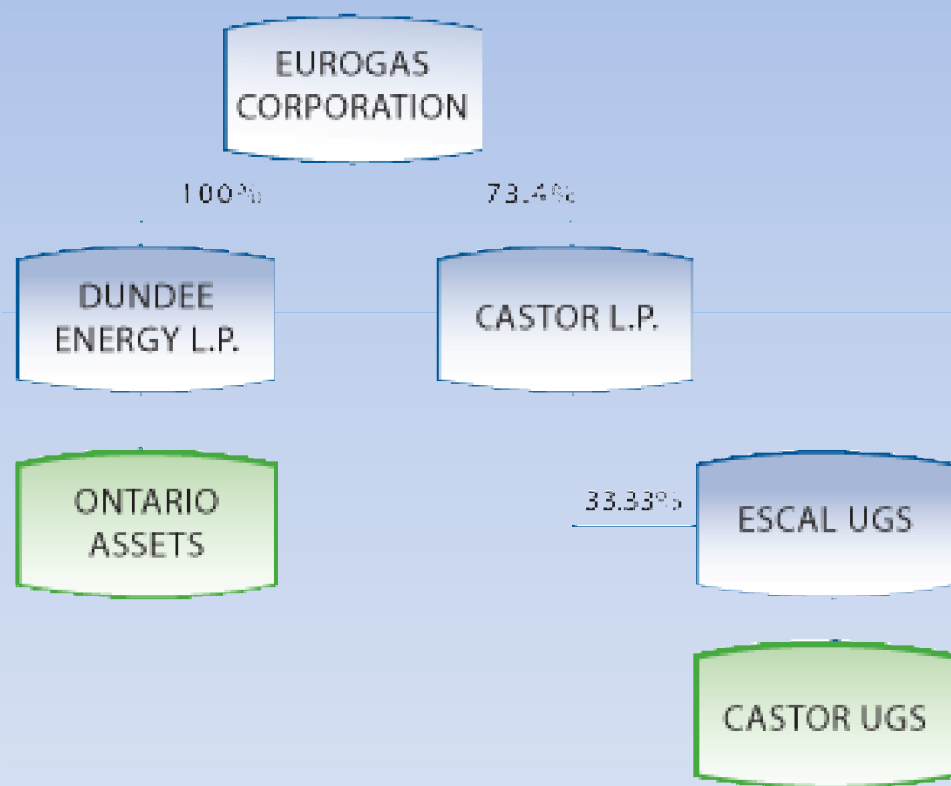 EUROGAS
CORPORATION
100%
73.4%
DUNDEE
ENERGY L.P.
CASTOR L.P.
ONTARIO
ASSETS
33.33%
ESCAL UGS
CASTOR UGS